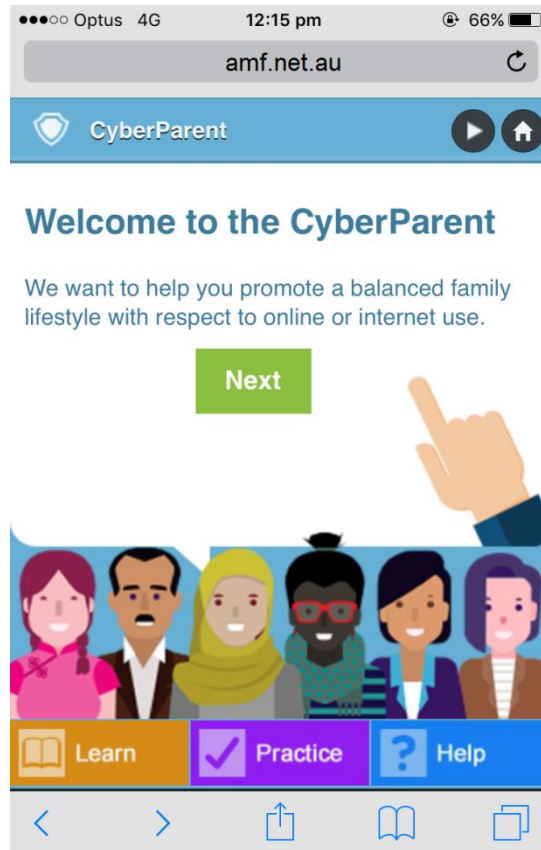 Optus 4G 12:15 pm 66%
amf.net.au
CyberParent
Welcome to the CyberParent
We want to help you promote a balanced family
lifestyle with respect to online or internet use.
Next
Learn Practice ? Help